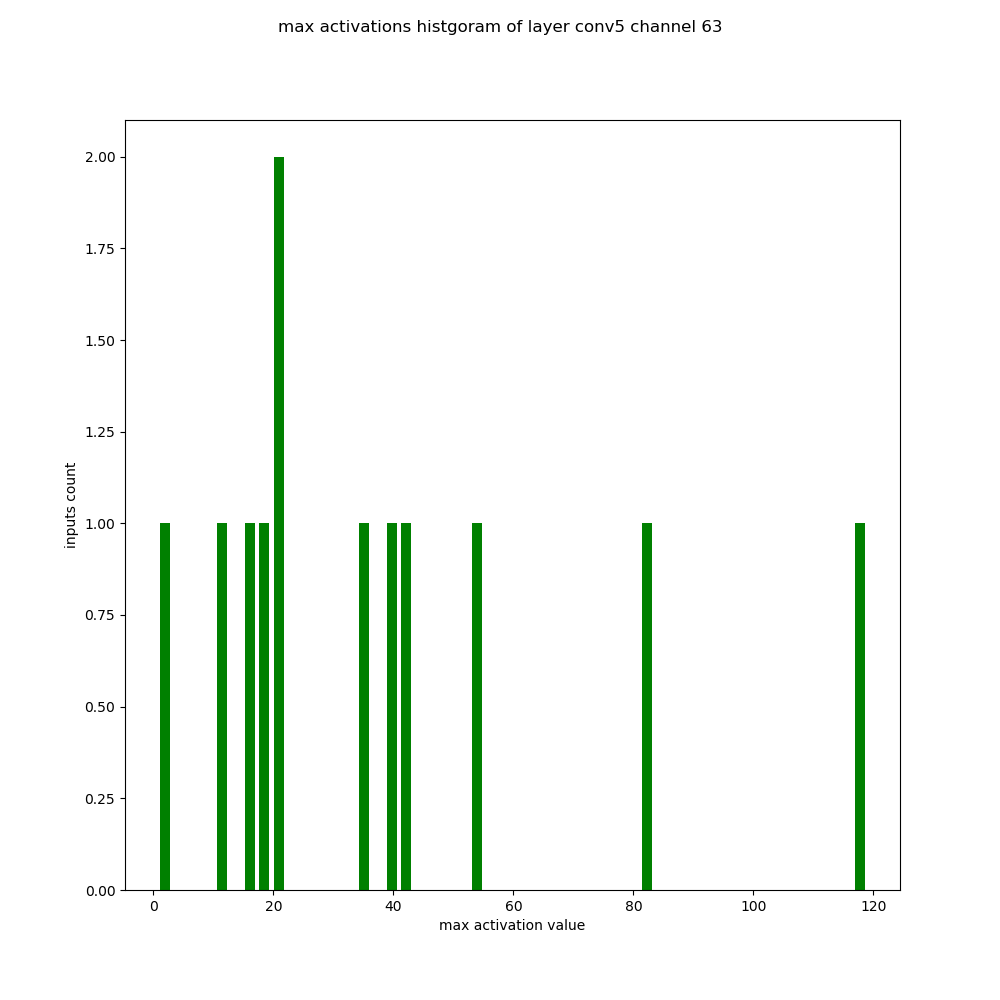 max activations histgoram of layer conv5 channel 63
2.00
1.75
1.50
1.25
1.00
0.75
0.50
0.25
0.00
inputs count
0 20 40 60 80 100 120
max activation value